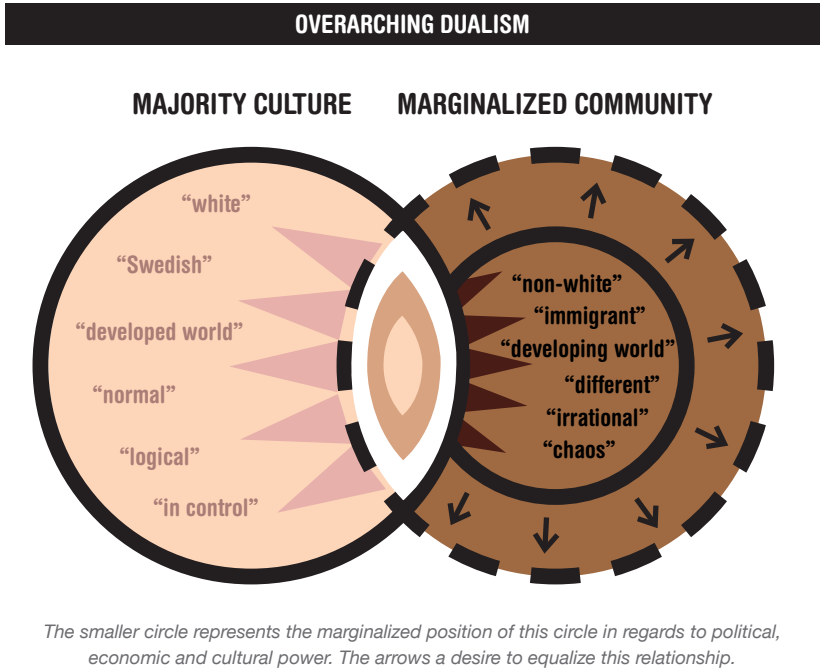 OVERARCHING DUALISM
MAJORITY CULTURE
MARGINALIZED COMMUNITY
“white”
“Swedish”
“developed world”
“normal”
“logical”
“in control”
“non-white”
“immigrant”
“developing world”
“different”
“irrational”
“chaos”
The smaller circle represents the marginalized position of this circle in regards to political,
economic and cultural power. The arrows a desire to equalize this relationship.